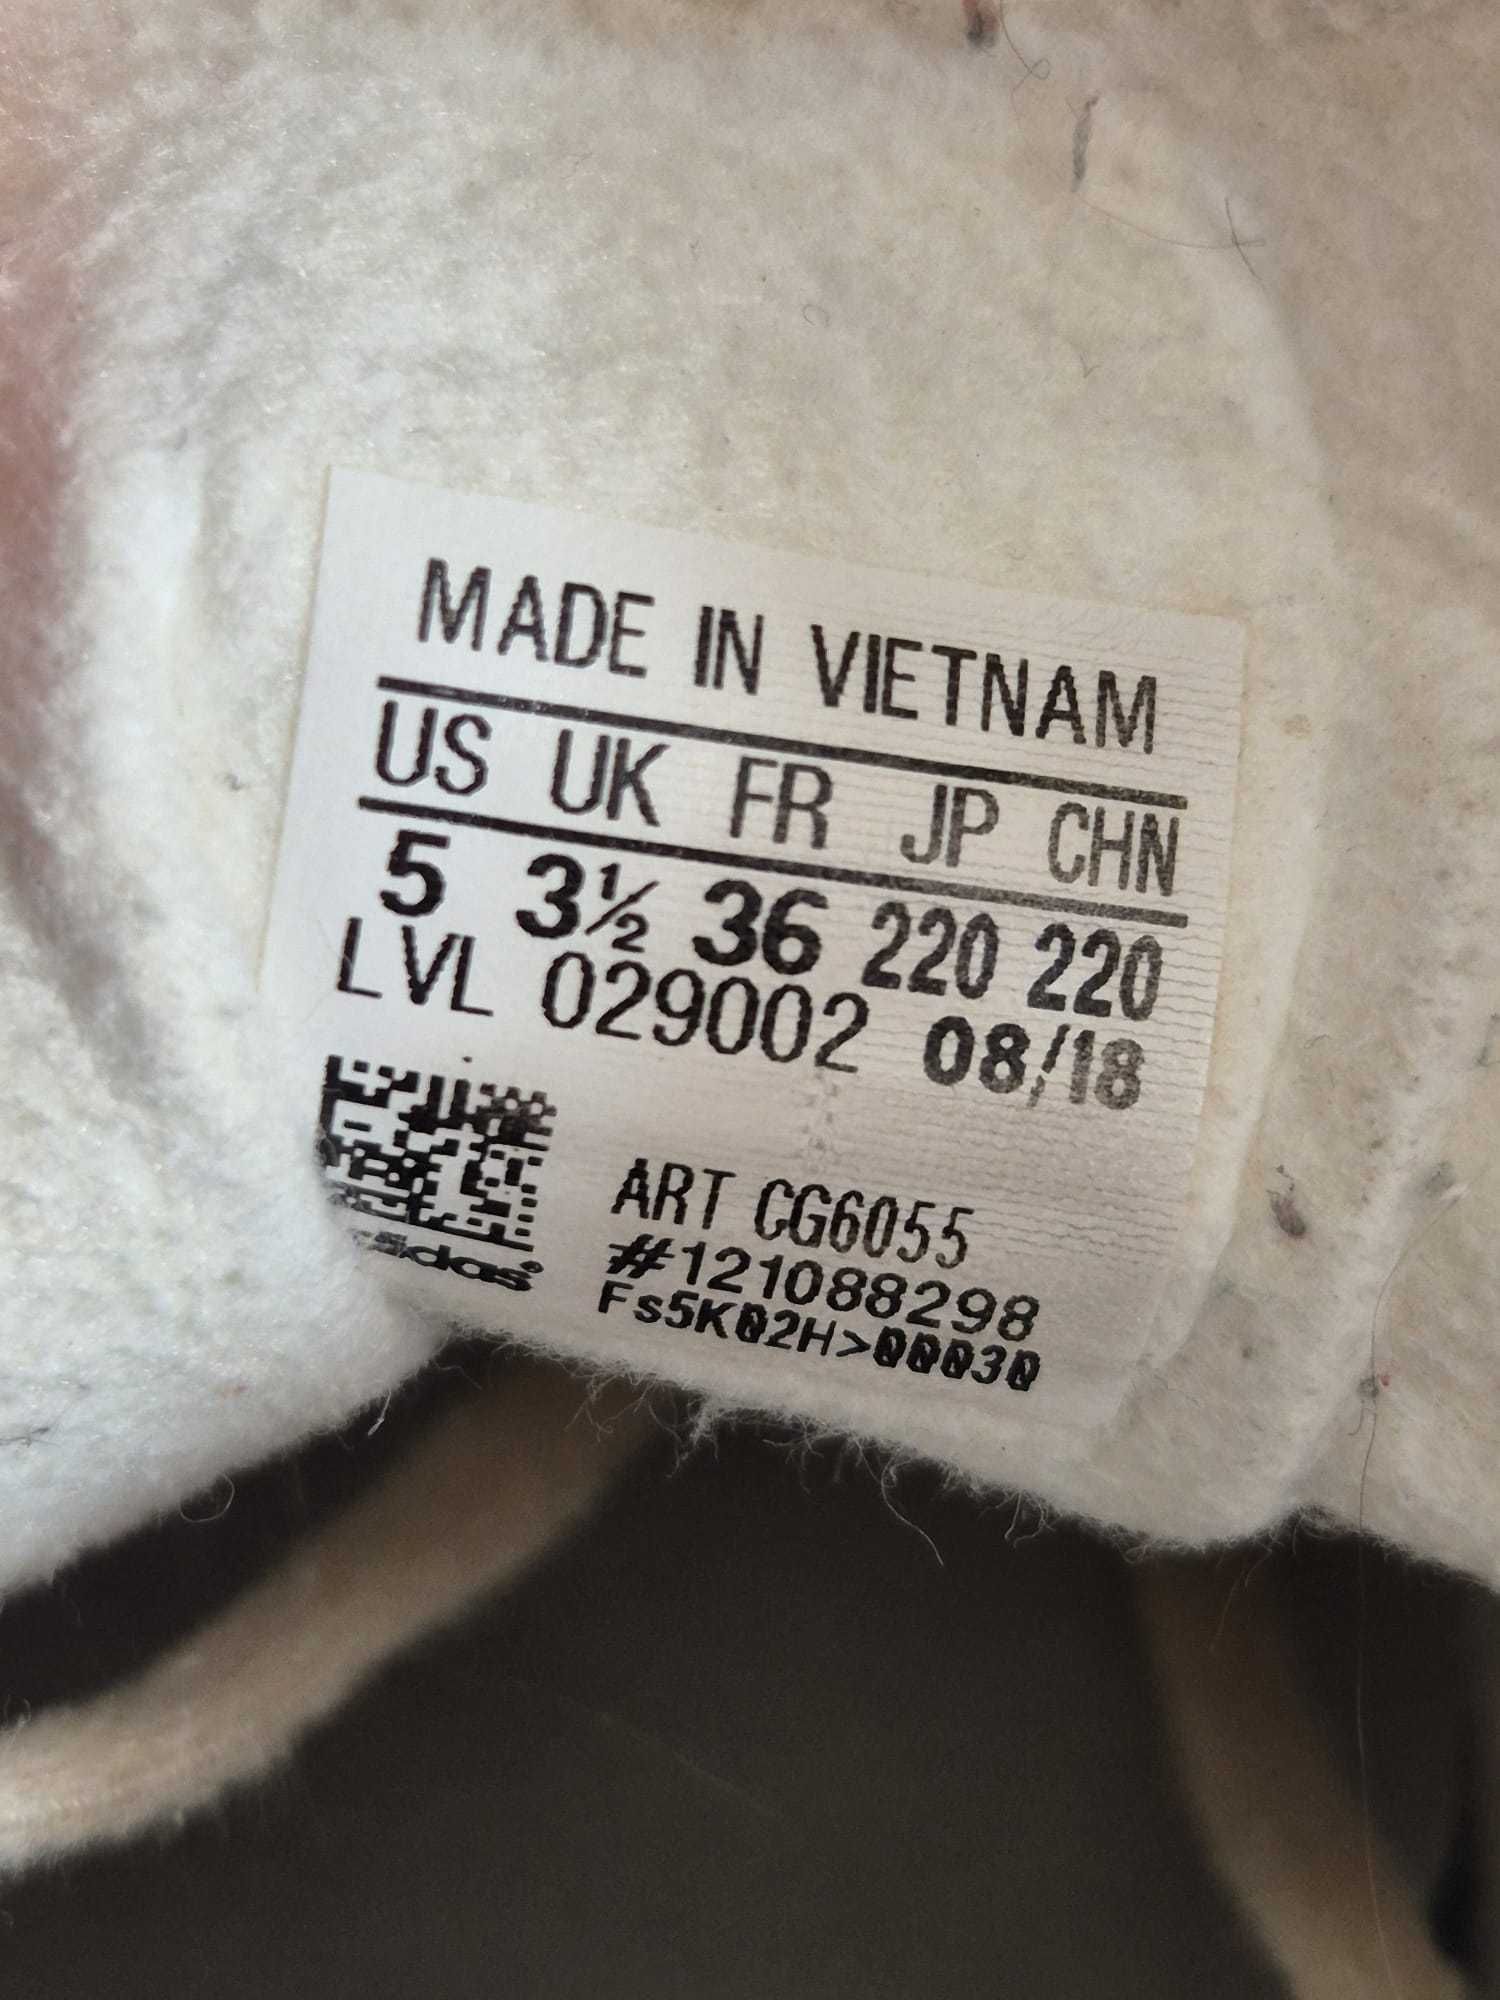 MADE IN VIETNAM
US UK FR JP CHN
5 3½ 36 220 220
LVL 029002 08/18
ART CG6055
#121088298
Fs5K02H>00030
adidas